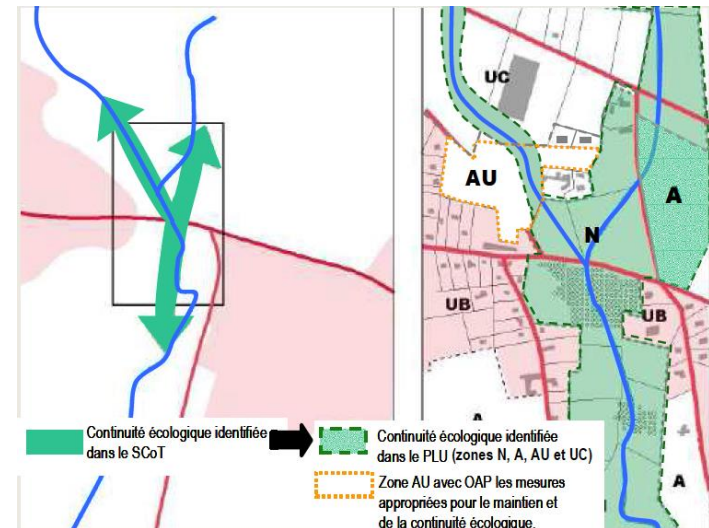 UC
AU
A
N
UB
UB
A
A
Continuité écologique identifiée
dans le SCoT
Continuité écologique identifiée
dans le PLU (zones N, A, AU et UC)
Zone AU avec OAP les mesures
appropriées pour le maintien et
de la continuité écologique.